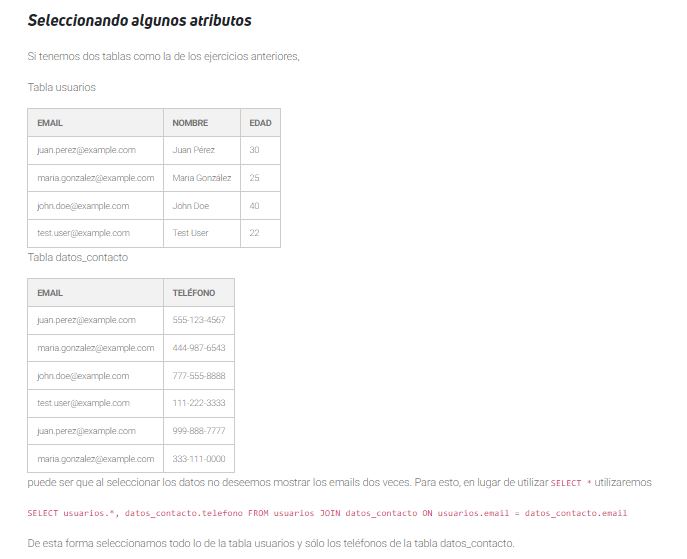 Seleccionando algunos atributos
Si tenemos dos tablas como la de los ejercicios anteriores,
Tabla usuarios
EMAIL NOMBRE EDAD
juan.perez@example.com Juan Pérez 30
maria.gonzalez@example.com Maria González 25
john.doe@example.com John Doe 40
test.user@example.com Test User 22
Tabla datos_contacto
EMAIL TELÉFONO
juan.perez@example.com 555-123-4567
maria.gonzalez@example.com 444-987-6543
john.doe@example.com 777-555-8888
test.user@example.com 111-222-3333
juan.perez@example.com 999-888-7777
maria.gonzalez@example.com 333-111-0000
puede ser que al seleccionar los datos no deseemos mostrar los emails dos veces. Para esto, en lugar de utilizar SELECT * utilizaremos
SELECT usuarios.*, datos_contacto.telefono FROM usuarios JOIN datos_contacto ON usuarios.email = datos_contacto.email
De esta forma seleccionamos todo lo de la tabla usuarios y sólo los teléfonos de la tabla datos_contacto.